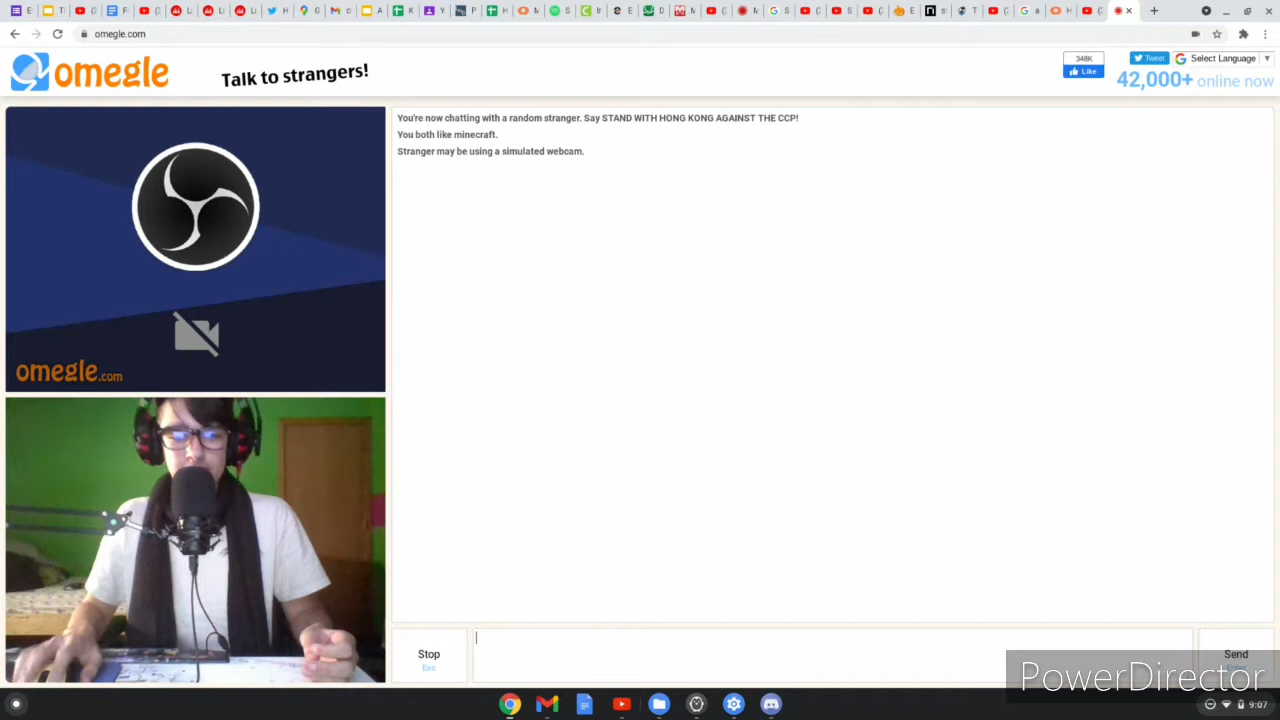 omegle.com
omegle
Talk to strangers!
348K
Like
Tweet
Select Language
42,000+ online now
You're now chatting with a random stranger. Say STAND WITH HONG KONG AGAINST THE CCP!
You both like minecraft.
Stranger may be using a simulated webcam.
omegle.com
Stop
Esc
Send
PowerDirector
9:07